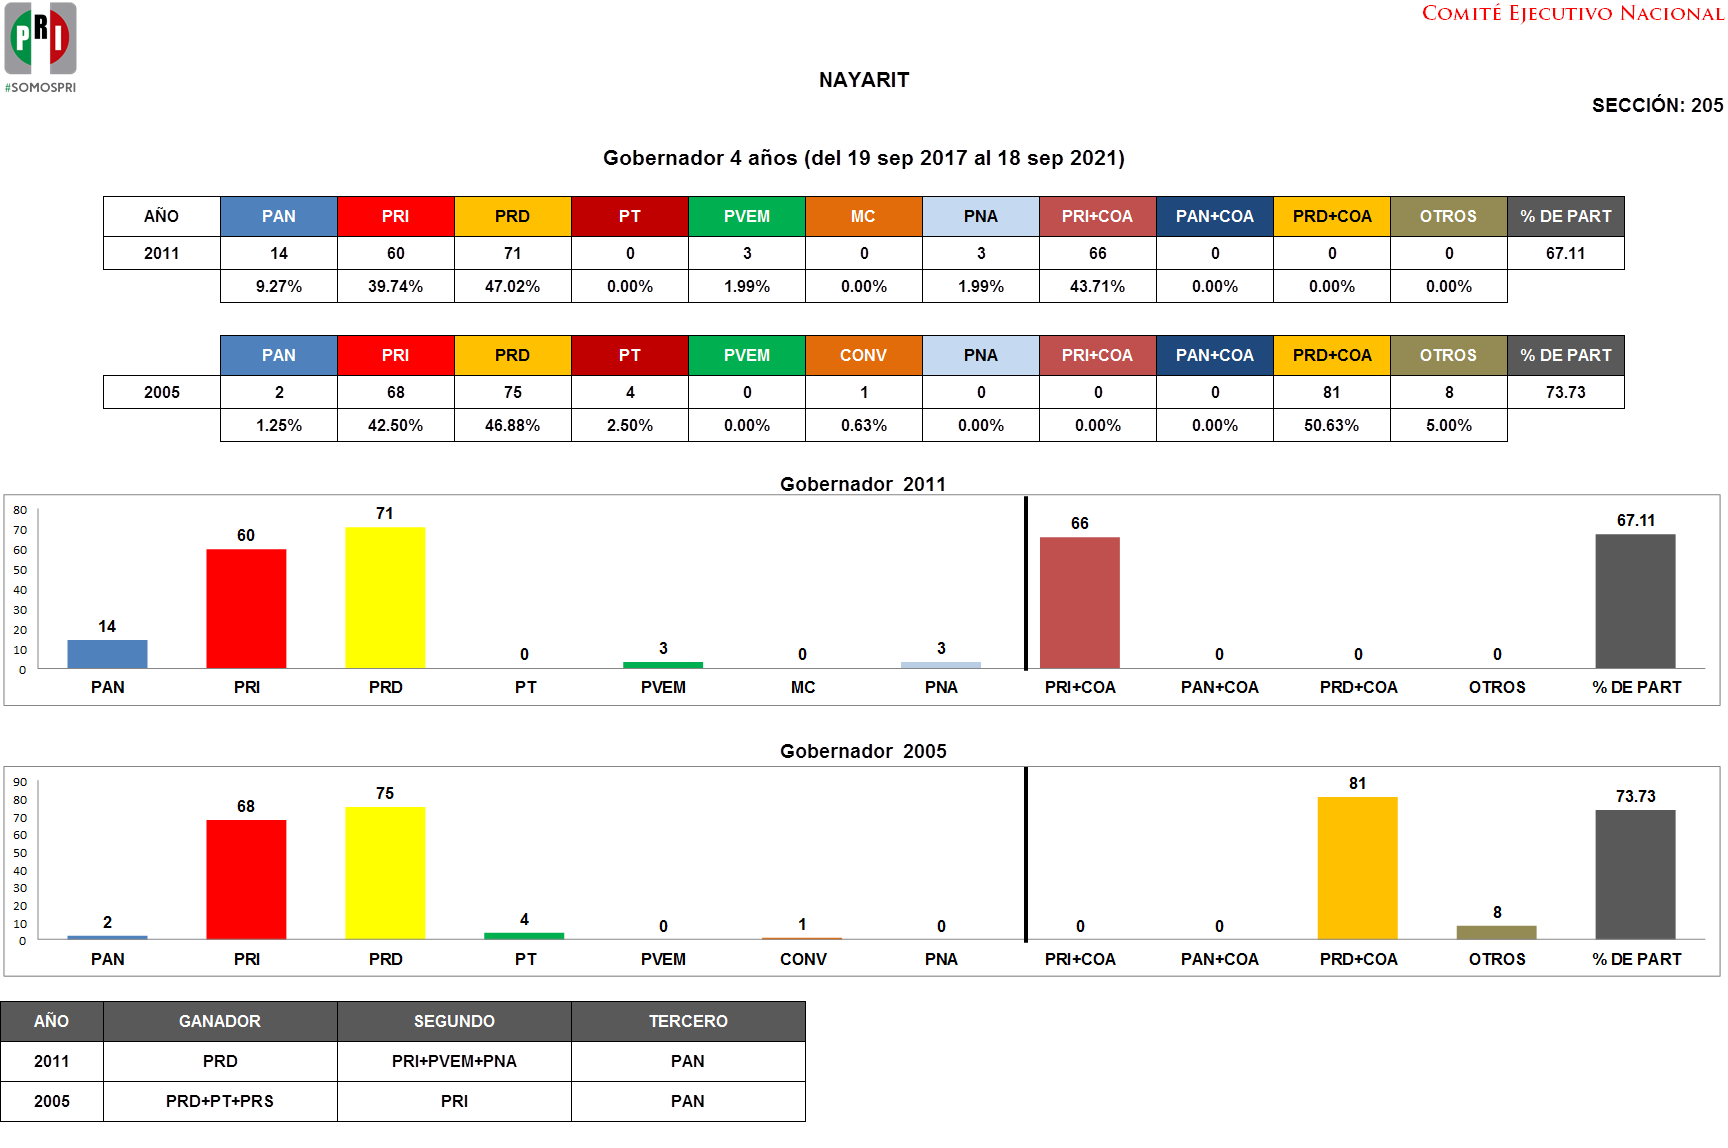 PRI
#SOMOSPRI
COMITÉ EJECUTIVO NACIONAL
NAYARIT
SECCIÓN: 205
Gobernador 4 años (del 19 sep 2017 al 18 sep 2021)
AÑO PAN PRI PRD PT PVEM MC PNA PRI+COA PAN+COA PRD+COA OTROS % DE PART
2011 14 60 71 0 3 0 3 66 0 0 0 67.11
9.27% 39.74% 47.02% 0.00% 1.99% 0.00% 1.99% 43.71% 0.00% 0.00% 0.00%
PAN PRI PRD PT PVEM CONV PNA PRI+COA PAN+COA PRD+COA OTROS % DE PART
2005 2 68 75 4 0 1 0 0 0 81 8 73.73
1.25% 42.50% 46.88% 2.50% 0.00% 0.63% 0.00% 0.00% 0.00% 50.63% 5.00%
Gobernador 2011
80
70
60
50
40
30
20
10
0
14 60 71 0 3 0 3 66 0 0 0 67.11
PAN PRI PRD PT PVEM MC PNA PRI+COA PAN+COA PRD+COA OTROS % DE PART
Gobernador 2005
90
80
70
60
50
40
30
20
10
0
2 68 75 4 0 1 0 0 0 81 8 73.73
PAN PRI PRD PT PVEM CONV PNA PRI+COA PAN+COA PRD+COA OTROS % DE PART
AÑO GANADOR SEGUNDO TERCERO
2011 PRD PRI+PVEM+PNA PAN
2005 PRD+PT+PRS PRI PAN